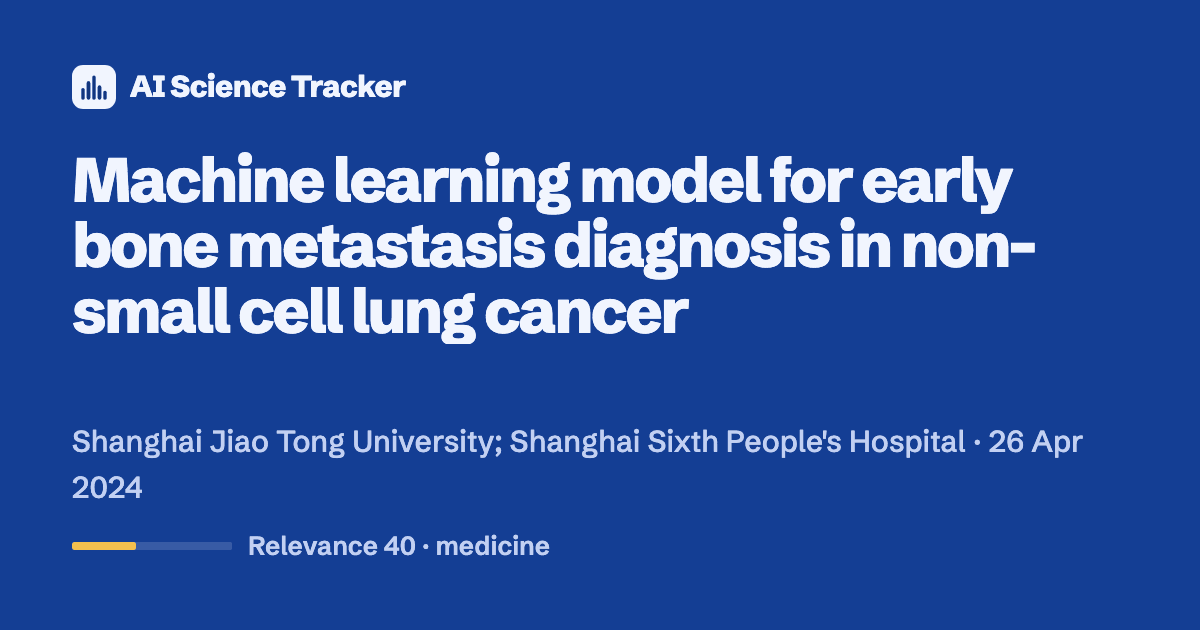 AI Science Tracker
Machine learning model for early
bone metastasis diagnosis in non-
small cell lung cancer
Shanghai Jiao Tong University; Shanghai Sixth People's Hospital · 26 Apr
2024
Relevance 40 · medicine